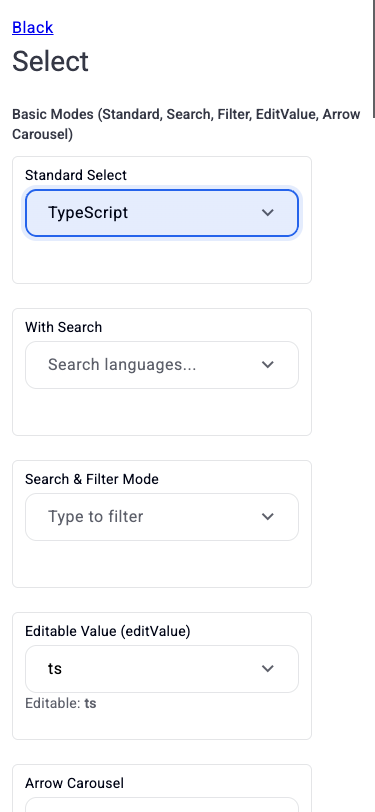 Black
Select
Basic Modes (Standard, Search, Filter, EditValue, Arrow
Carousel)
Standard Select
TypeScript
With Search
Search languages...
Search & Filter Mode
Type to filter
Editable Value (editValue)
ts
Editable: ts
Arrow Carousel